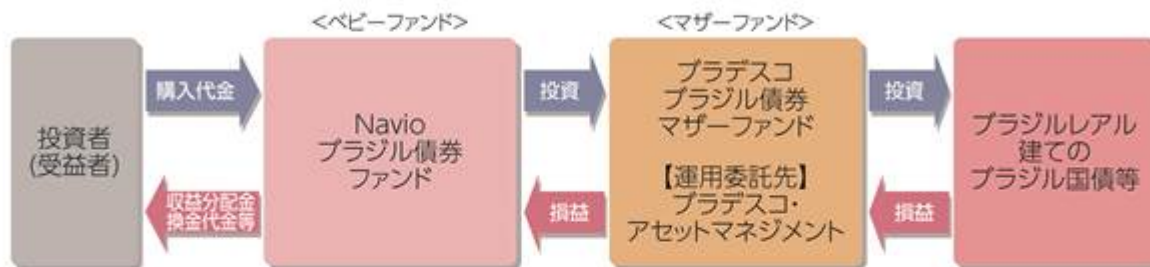 <ベビーファンド>
<マザーファンド>
投資者
(受益者)
購入代金
収益分配金
換金代金等
Navio
ブラジル債券
ファンド
投資
損益
ブラデスコ
ブラジル債券
マザーファンド
【運用委託先】
ブラデスコ・
アセットマネジメント
投資
損益
ブラジルレアル
建ての
ブラジル国債等